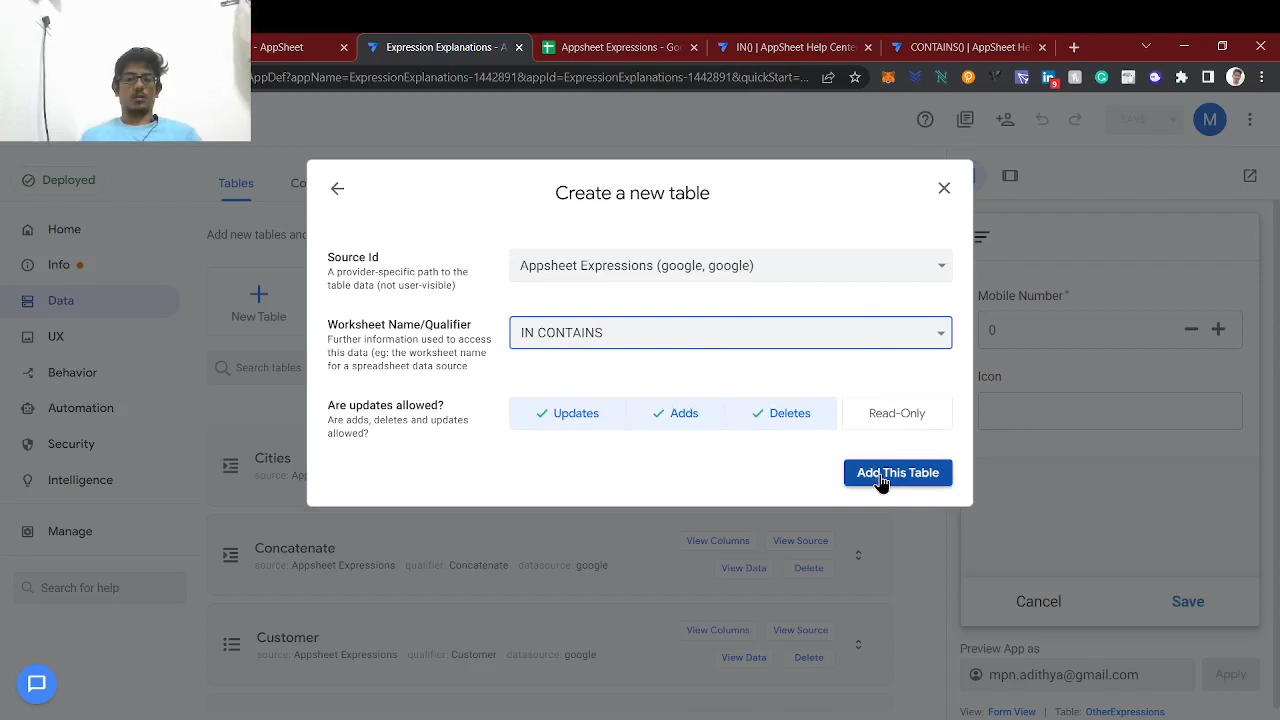 - AppSheet
Expression Explanations - A
Appsheet Expressions - Go
IN() | AppSheet Help Center
CONTAINS() | AppSheet He
AppDef?appName=ExpressionExplanations-1442891&appId=ExpressionExplanations-1442891&quickStart=...
9
SAVE
M
Deployed
Tables
Co
Create a new table
Home
Add new tables and
Info
Source Id
A provider-specific path to the
table data (not user-visible)
Appsheet Expressions (google, google)
Data
New Table
Mobile Number*
0
UX
Worksheet Name/Qualifier
Further information used to access
this data (eg: the worksheet name
for a spreadsheet data source
IN CONTAINS
Search tables
Behavior
Icon
Automation
Are updates allowed?
Are adds, deletes and updates
allowed?
Updates
Adds
Deletes
Read-Only
Security
Cities
source: Ap
Intelligence
Add This Table
Manage
Concatenate
source: Appsheet Expressions qualifier: Concatenate datasource: google
View Columns
View Source
View Data
Delete
Search for help
Cancel
Save
Customer
source: Appsheet Expressions qualifier: Customer datasource: google
View Columns
View Source
View Data
Delete
Preview App as
mpn.adithya@gmail.com
Apply
View: Form View | Table: OtherExpressions